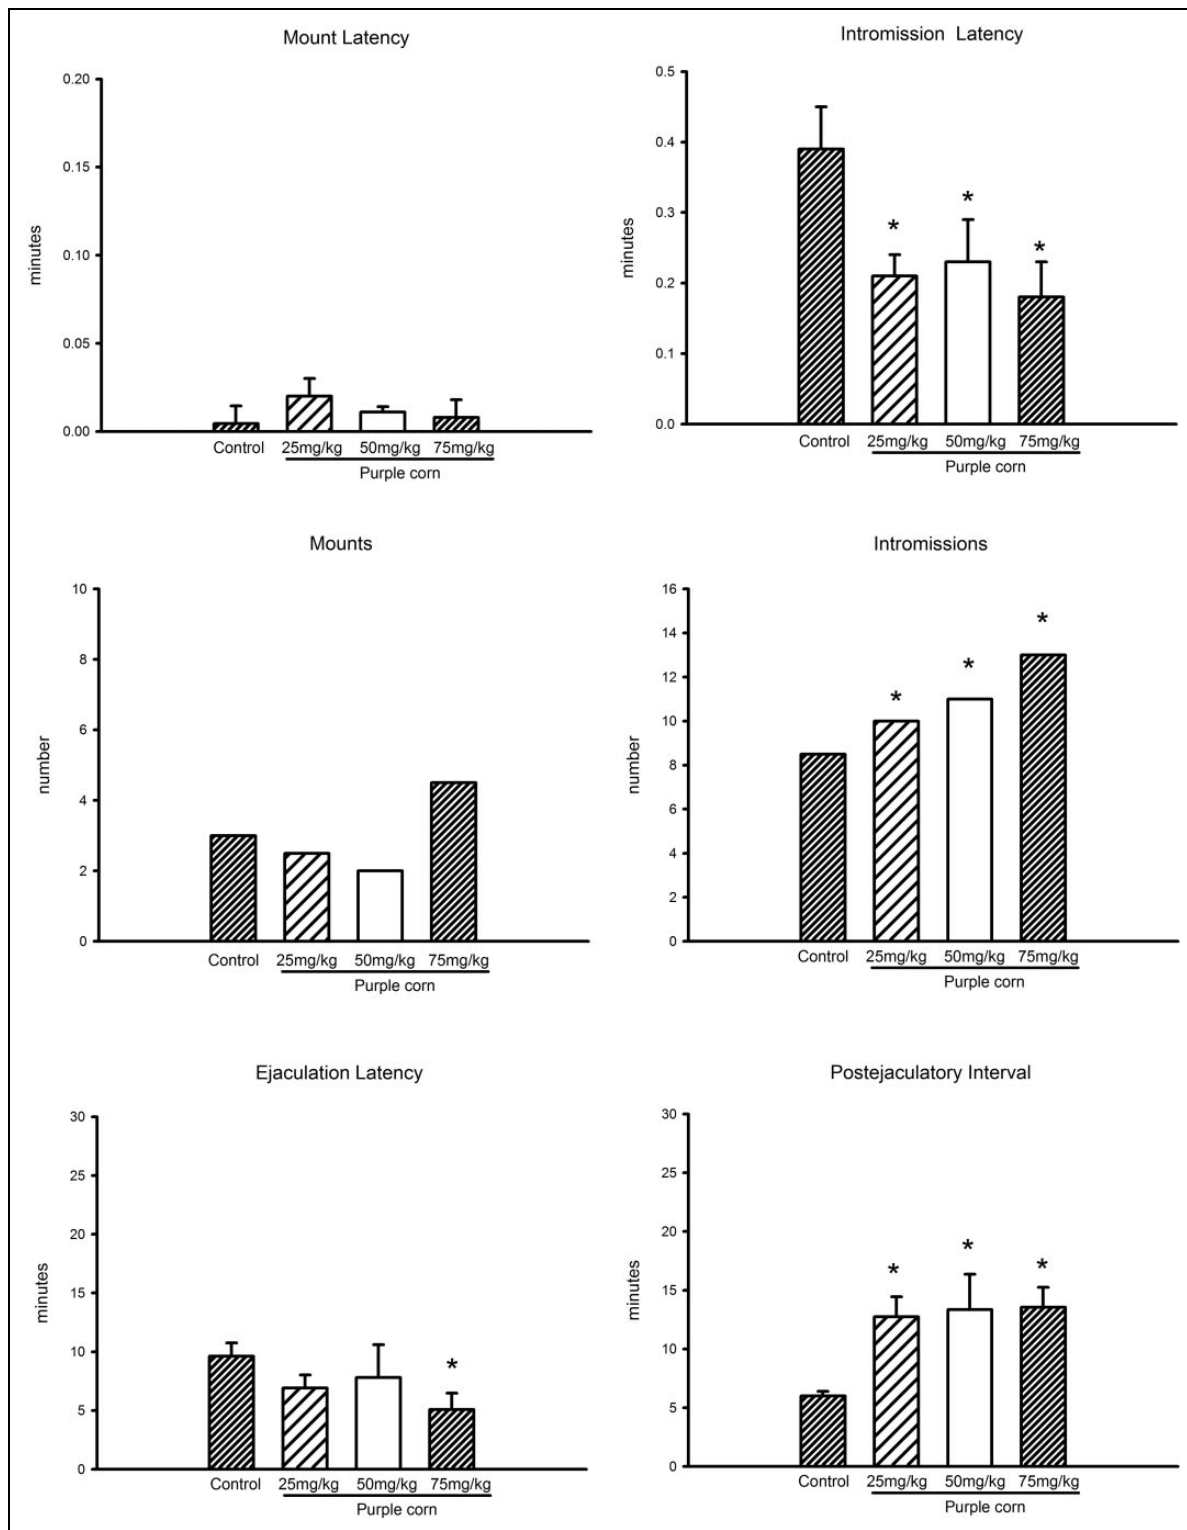 Mount Latency
0.20
0.15
0.10
0.05
0.00
minutes
Control 25mg/kg 50mg/kg 75mg/kg
Purple corn
Intromission Latency
0.5
0.4
0.3
0.2
0.1
0.0
minutes
* * *
Control 25mg/kg 50mg/kg 75mg/kg
Purple corn
Mounts
10
8
6
4
2
0
number
Control 25mg/kg 50mg/kg 75mg/kg
Purple corn
Intromissions
16
14
12
10
8
6
4
2
0
number
* * *
Control 25mg/kg 50mg/kg 75mg/kg
Purple corn
Ejaculation Latency
30
25
20
15
10
5
0
minutes
*
Control 25mg/kg 50mg/kg 75mg/kg
Purple corn
Postejaculatory Interval
30
25
20
15
10
5
0
minutes
* * *
Control 25mg/kg 50mg/kg 75mg/kg
Purple corn